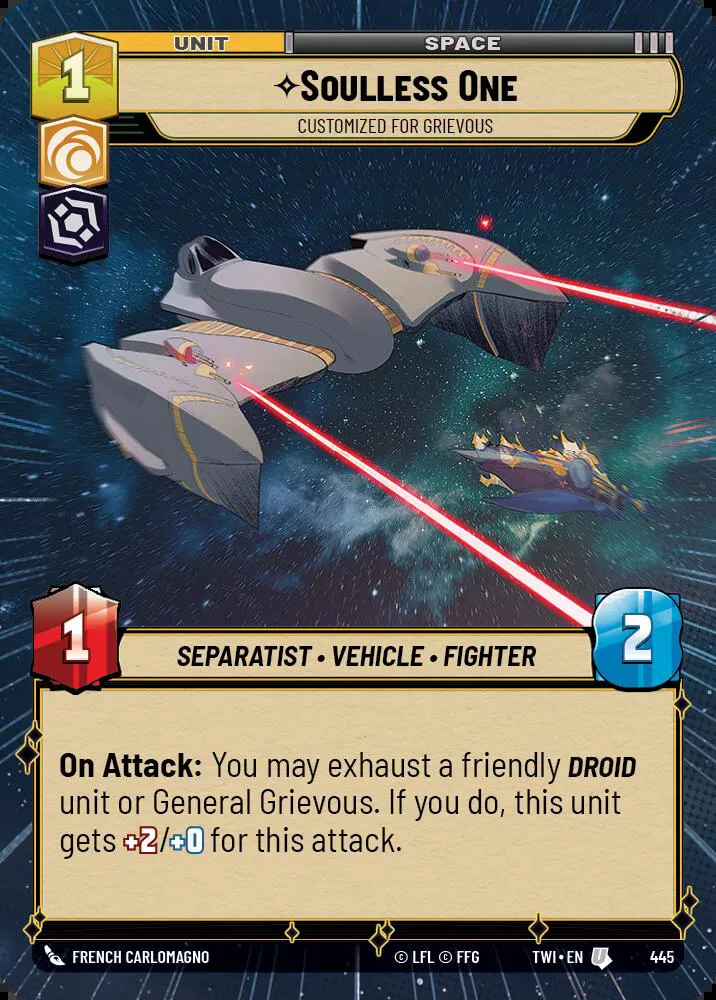 UNIT
SPACE
1
SOULLESS ONE
CUSTOMIZED FOR GRIEVOUS
1
2
SEPARATIST • VEHICLE • FIGHTER
On Attack: You may exhaust a friendly DROID
unit or General Grievous. If you do, this unit
gets +2/+0 for this attack.
FRENCH CARLOMAGNO
© LFL © FFG
TWI • EN
U
445